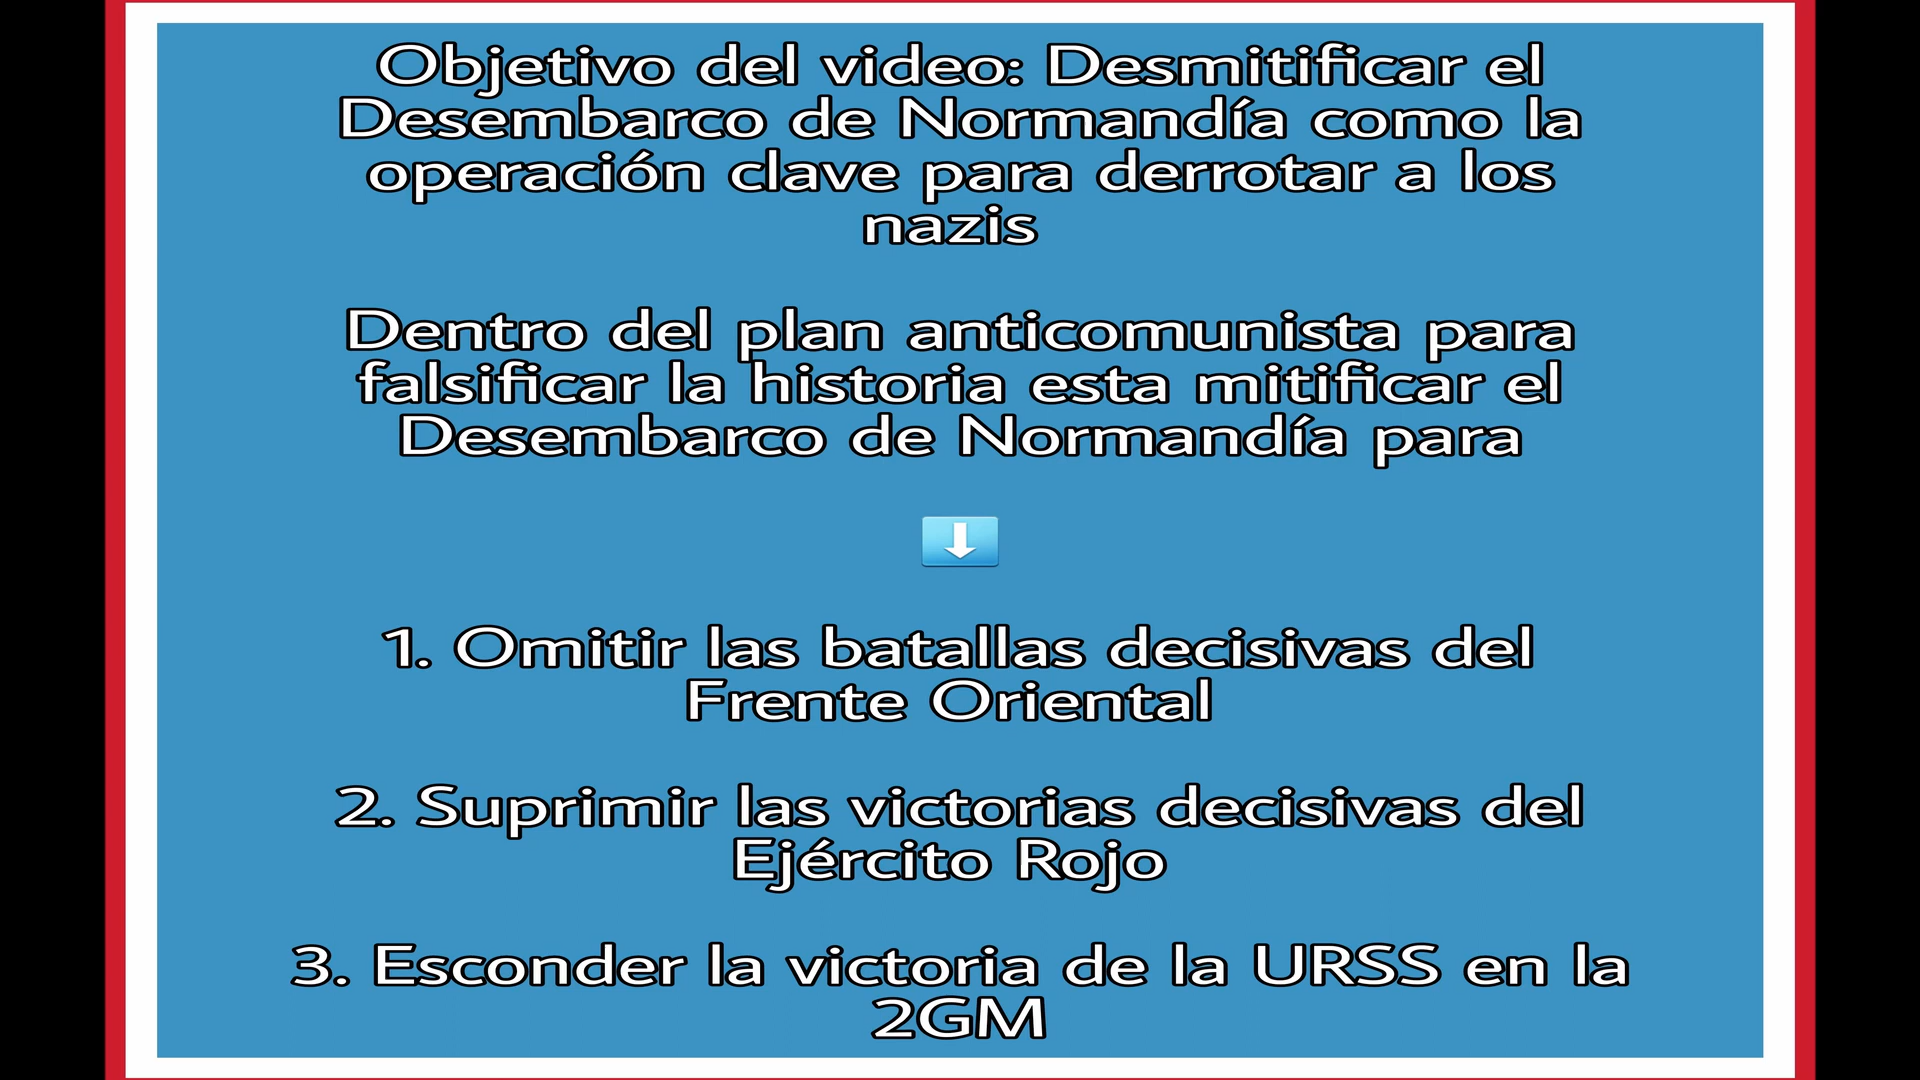 Objetivo del video: Desmitificar el
Desembarco de Normandía como la
operación clave para derrotar a los
nazis
Dentro del plan anticomunista para
falsificar la historia esta mitificar el
Desembarco de Normandía para
1. Omitir las batallas decisivas del
Frente Oriental
2. Suprimir las victorias decisivas del
Ejército Rojo
3. Esconder la victoria de la URSS en la
2GM